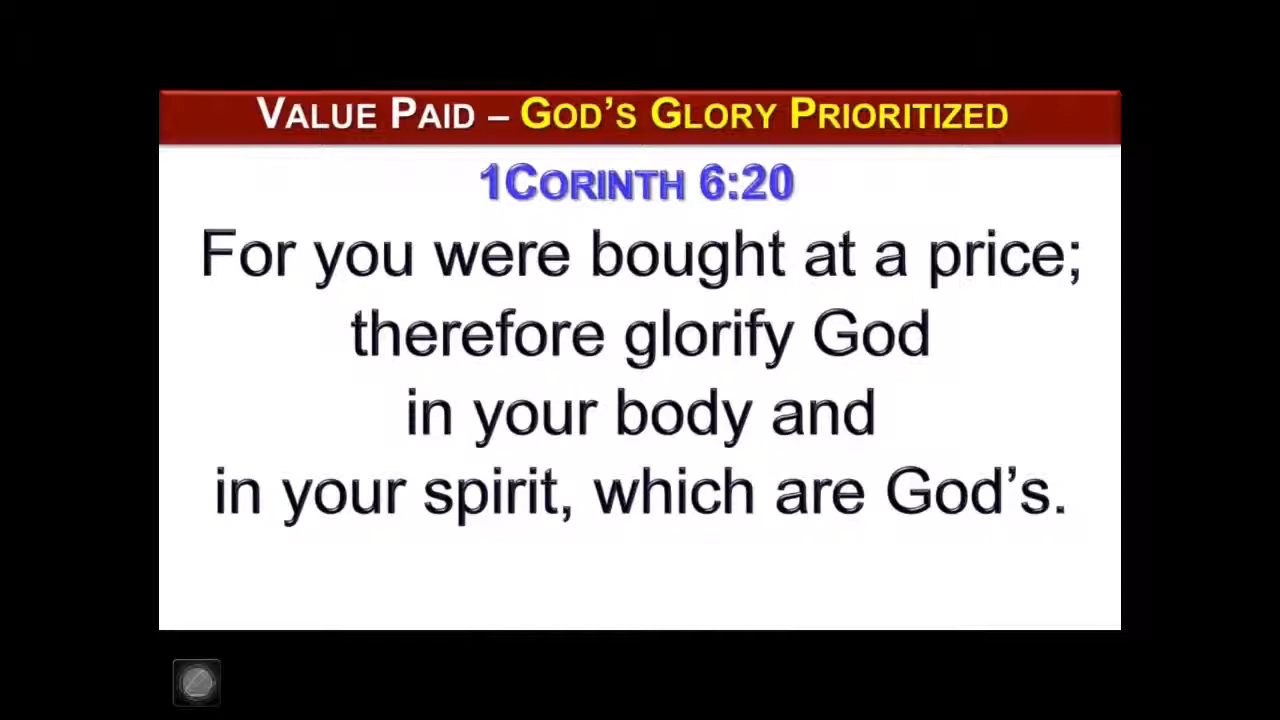 VALUE PAID – GOD’S GLORY PRIORITIZED
1CORINTH 6:20
For you were bought at a price;
therefore glorify God
in your body and
in your spirit, which are God’s.